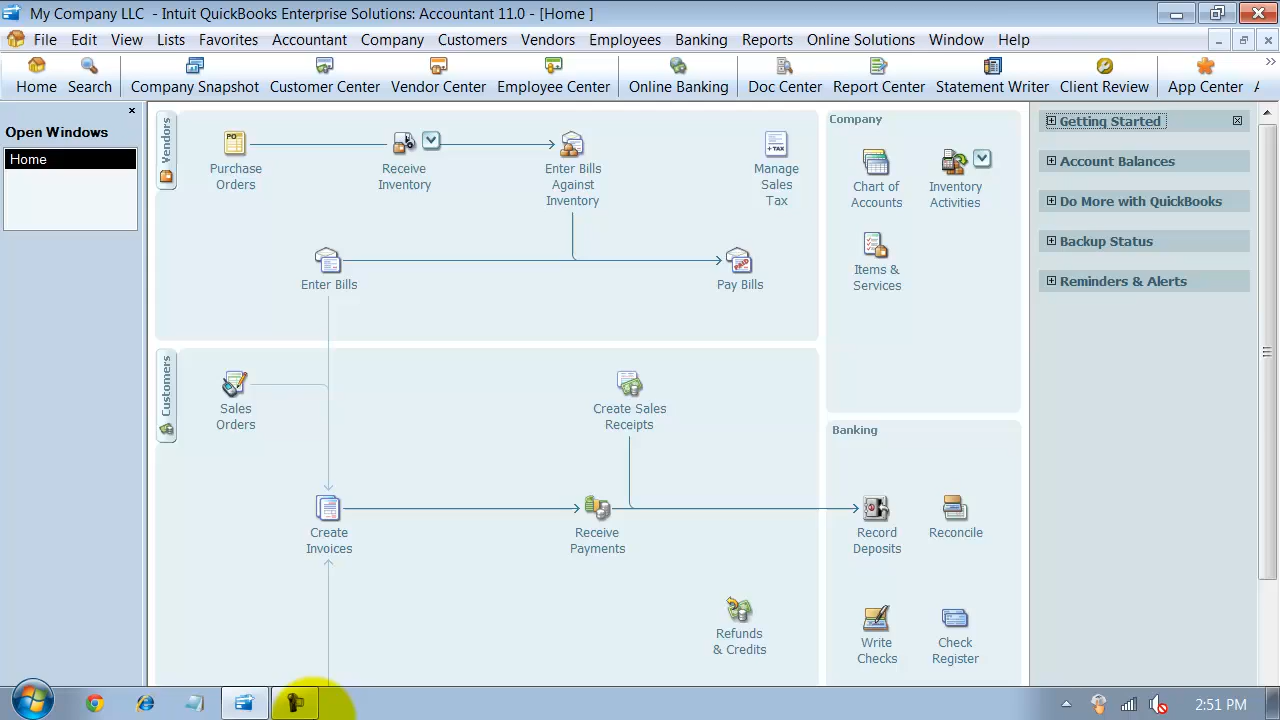 My Company LLC - Intuit QuickBooks Enterprise Solutions: Accountant 11.0 - [Home ]
File Edit View Lists Favorites Accountant Company Customers Vendors Employees Banking Reports Online Solutions Window Help
Home Search Company Snapshot Customer Center Vendor Center Employee Center Online Banking Doc Center Report Center Statement Writer Client Review App Center
Open Windows
Home
Vendors
PO
Purchase
Orders
Receive
Inventory
Enter Bills
Against
Inventory
+TAX
Manage
Sales
Tax
Enter Bills
PAID
Pay Bills
Customers
Sales
Orders
Create Sales
Receipts
Create
Invoices
Receive
Payments
Refunds
& Credits
Company
Chart of
Accounts
Inventory
Activities
Items &
Services
Banking
Record
Deposits
Reconcile
Write
Checks
Check
Register
Getting Started
Account Balances
Do More with QuickBooks
Backup Status
Reminders & Alerts
2:51 PM